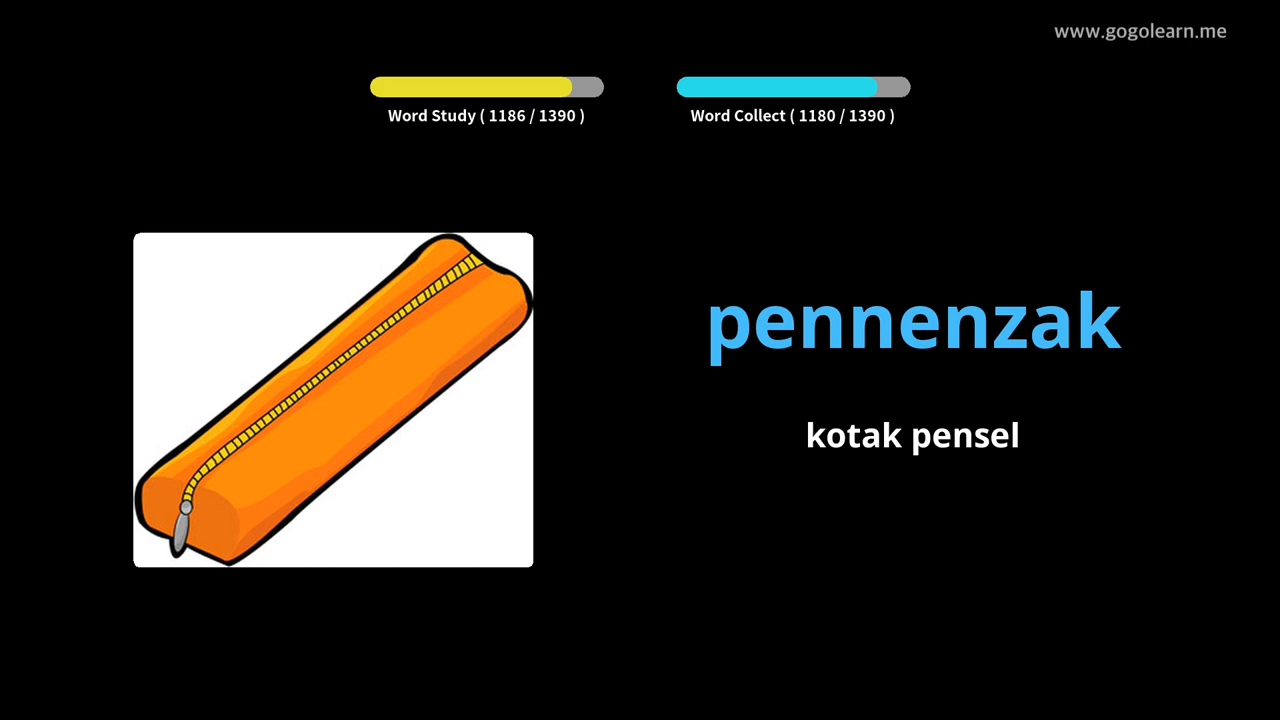 www.gogolearn.me
Word Study ( 1186 / 1390 )
Word Collect ( 1180 / 1390 )
pennenzak
kotak pensel